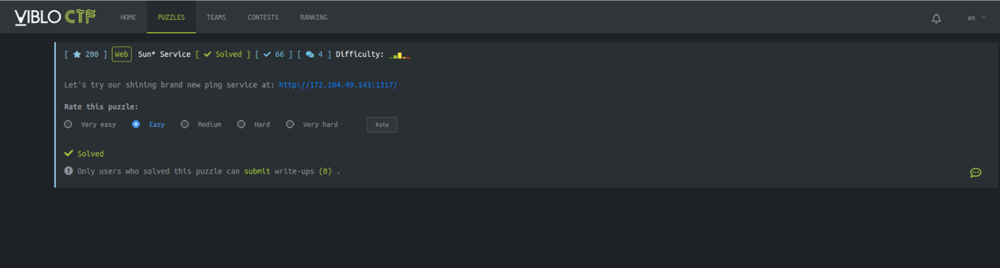 VIBLO CTF HOME PUZZLES TEAMS CONTESTS RANKING en
[ 200 ] Web Sun* Service [ Solved ] [ 66 ] [ 4 ] Difficulty:
Let's try our shining brand new ping service at: http://172.104.49.143:1317/
Rate this puzzle:
Very easy Easy Medium Hard Very hard Rate
Solved
Only users who solved this puzzle can submit write-ups (0) .